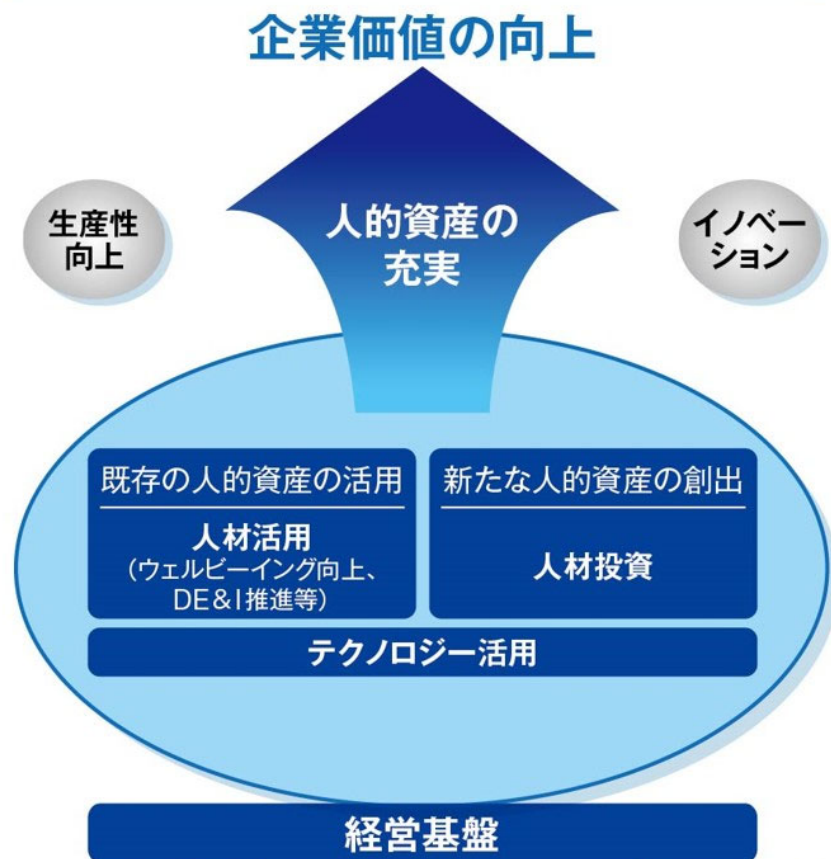 企業価値の向上
人的資産の
充実
生産性
向上
イノベー
ション
既存の人的資産の活用
人材活用
（ウェルビーイング向上、
DE&I推進等）
新たな人的資産の創出
人材投資
テクノロジー活用
経営基盤